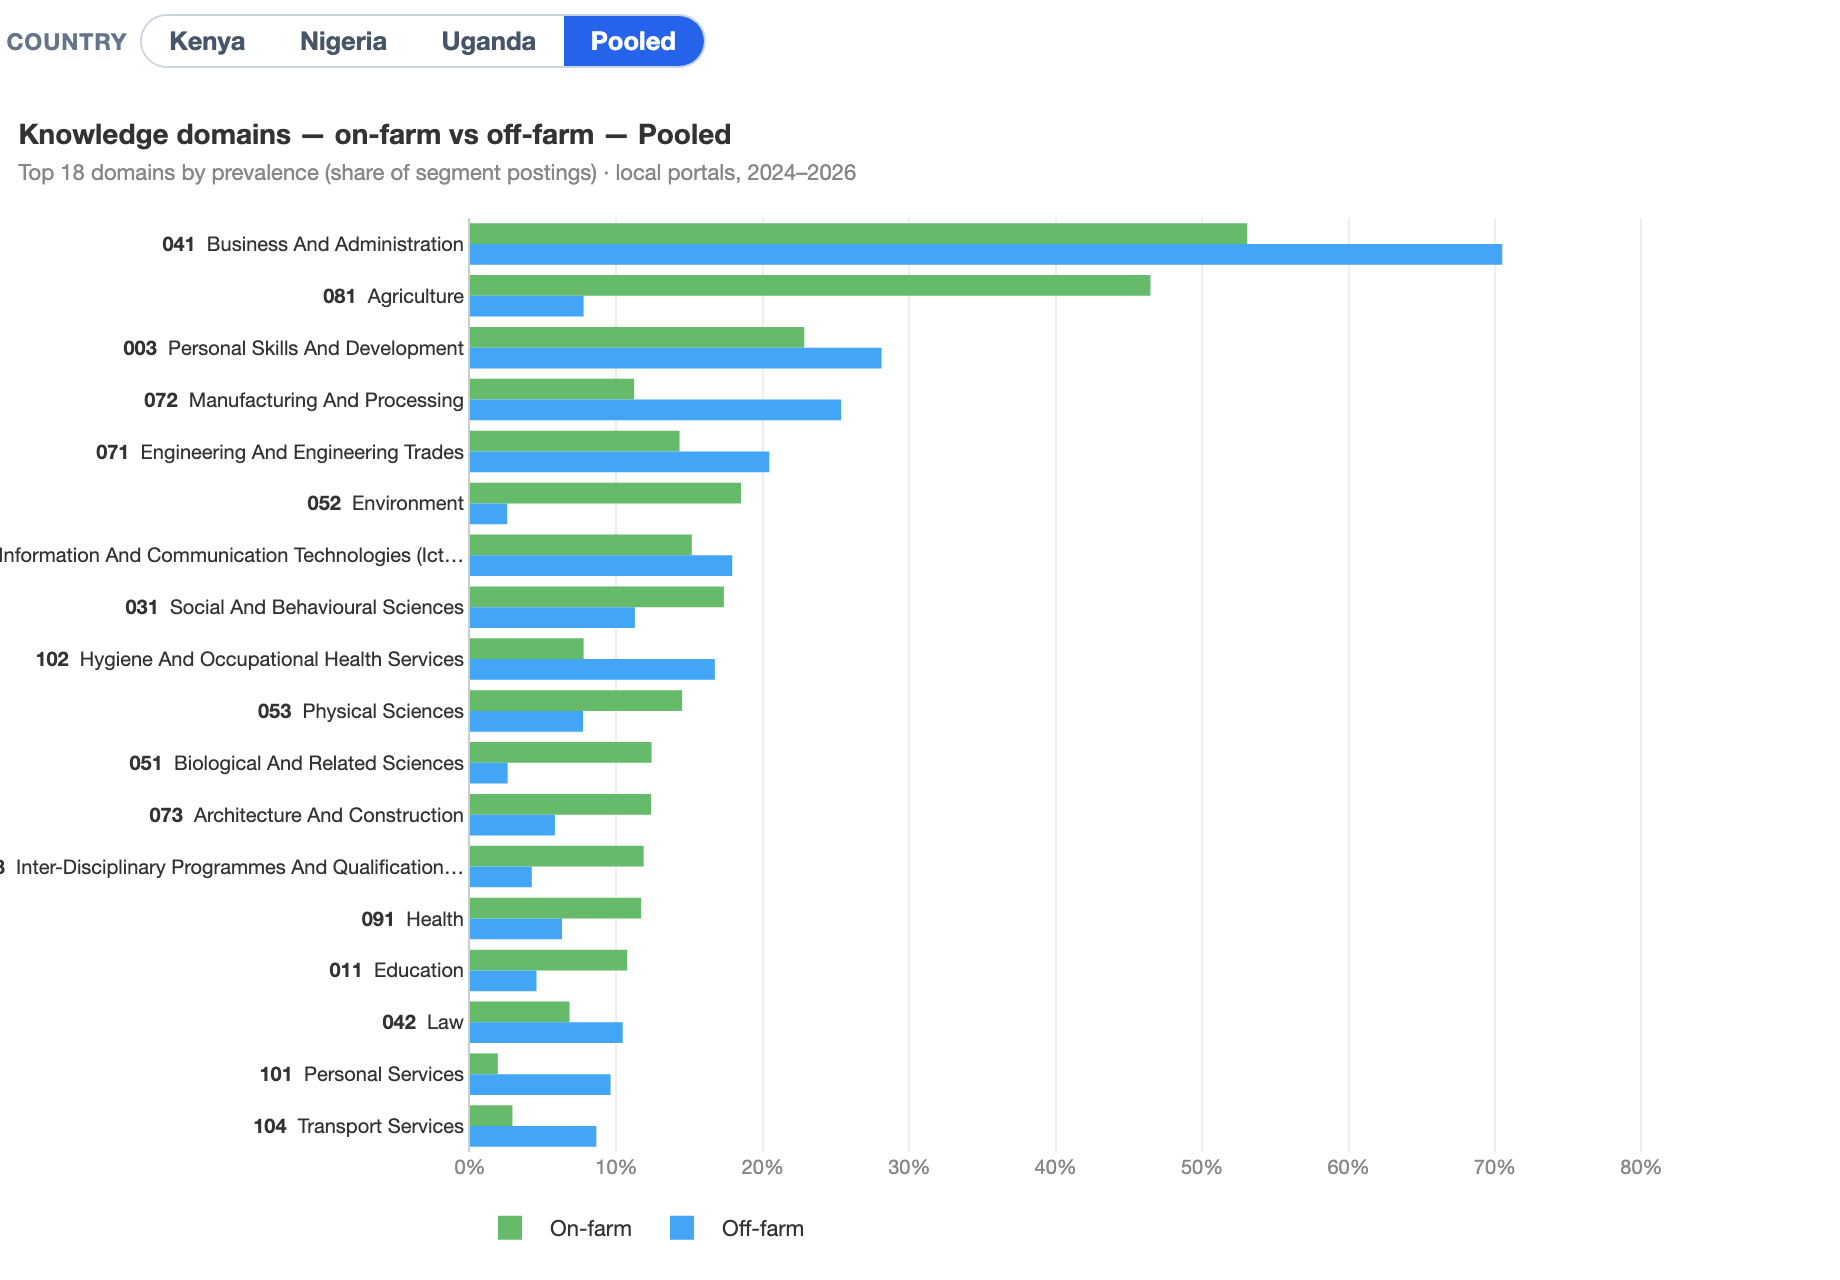 COUNTRY Kenya Nigeria Uganda Pooled
Knowledge domains — on-farm vs off-farm — Pooled
Top 18 domains by prevalence (share of segment postings) · local portals, 2024–2026
041 Business And Administration
081 Agriculture
003 Personal Skills And Development
072 Manufacturing And Processing
071 Engineering And Engineering Trades
052 Environment
Information And Communication Technologies (Ict…
031 Social And Behavioural Sciences
102 Hygiene And Occupational Health Services
053 Physical Sciences
051 Biological And Related Sciences
073 Architecture And Construction
Inter-Disciplinary Programmes And Qualification…
091 Health
011 Education
042 Law
101 Personal Services
104 Transport Services
0% 10% 20% 30% 40% 50% 60% 70% 80%
On-farm Off-farm